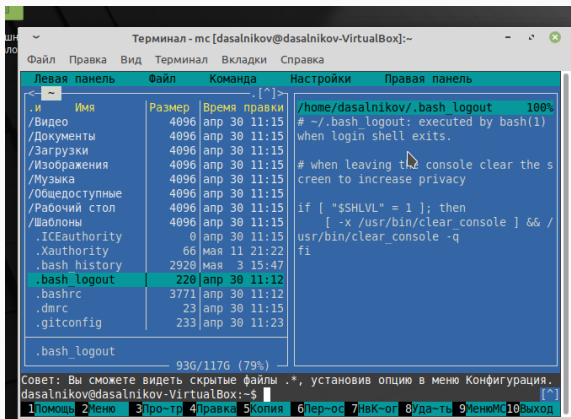 Терминал - mc [dasalnikov@dasalnikov-VirtualBox]:~
Файл Правка Вид Терминал Вкладки Справка
Левая панель Файл Команда Настройки Правая панель
<— ~ .[^]>
.и Имя Размер Время правки
/Видео 4096 апр 30 11:15
/Документы 4096 апр 30 11:15
/Загрузки 4096 апр 30 11:15
/Изображения 4096 апр 30 11:15
/Музыка 4096 апр 30 11:15
/Общедоступные 4096 апр 30 11:15
/Рабочий стол 4096 апр 30 11:15
/Шаблоны 4096 апр 30 11:15
.ICEauthority 0 апр 30 11:15
.Xauthority 66 мая 11 21:22
.bash_history 2920 мая 3 15:47
.bash_logout 220 апр 30 11:12
.bashrc 3771 апр 30 11:12
.dmrc 23 апр 30 11:15
.gitconfig 233 апр 30 11:23
.bash_logout
93G/117G (79%)
/home/dasalnikov/.bash_logout 100%
# ~/.bash_logout: executed by bash(1)
when login shell exits.
# when leaving the console clear the s
creen to increase privacy
if [ "$SHLVL" = 1 ]; then
[ -x /usr/bin/clear_console ] && /
usr/bin/clear_console -q
fi
Совет: Вы сможете видеть скрытые файлы .*, установив опцию в меню Конфигурация.
dasalnikov@dasalnikov-VirtualBox:~$ [^]
1Помощь 2Меню 3Про~тр 4Правка 5Копия 6Пер~ос 7НвК~ог 8Уда~ть 9МенюMC 10Выход